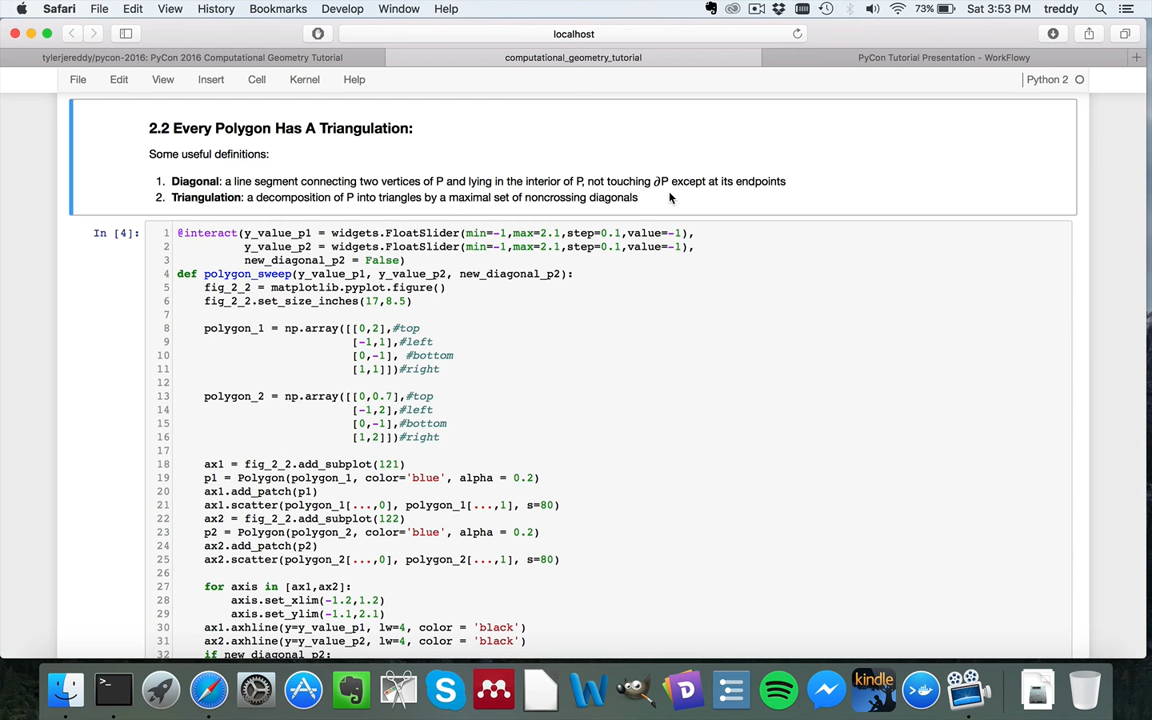 Safari File Edit View History Bookmarks Develop Window Help 73% Sat 3:53 PM treddy
localhost
tylerjereddy/pycon-2016: PyCon 2016 Computational Geometry Tutorial computational_geometry_tutorial PyCon Tutorial Presentation - WorkFlowy
File Edit View Insert Cell Kernel Help Python 2
2.2 Every Polygon Has A Triangulation:
Some useful definitions:
1. Diagonal: a line segment connecting two vertices of P and lying in the interior of P, not touching ∂P except at its endpoints
2. Triangulation: a decomposition of P into triangles by a maximal set of noncrossing diagonals
In [4]: 1 @interact(y_value_p1 = widgets.FloatSlider(min=-1,max=2.1,step=0.1,value=-1),
2 y_value_p2 = widgets.FloatSlider(min=-1,max=2.1,step=0.1,value=-1),
3 new_diagonal_p2 = False)
4 def polygon_sweep(y_value_p1, y_value_p2, new_diagonal_p2):
5 fig_2_2 = matplotlib.pyplot.figure()
6 fig_2_2.set_size_inches(17,8.5)
7
8 polygon_1 = np.array([[0,2],#top
9 [-1,1],#left
10 [0,-1], #bottom
11 [1,1]])#right
12
13 polygon_2 = np.array([[0,0.7],#top
14 [-1,2],#left
15 [0,-1],#bottom
16 [1,2]])#right
17
18 ax1 = fig_2_2.add_subplot(121)
19 p1 = Polygon(polygon_1, color='blue', alpha = 0.2)
20 ax1.add_patch(p1)
21 ax1.scatter(polygon_1[...,0], polygon_1[...,1], s=80)
22 ax2 = fig_2_2.add_subplot(122)
23 p2 = Polygon(polygon_2, color='blue', alpha = 0.2)
24 ax2.add_patch(p2)
25 ax2.scatter(polygon_2[...,0], polygon_2[...,1], s=80)
26
27 for axis in [ax1,ax2]:
28 axis.set_xlim(-1.2,1.2)
29 axis.set_ylim(-1.1,2.1)
30 ax1.axhline(y=y_value_p1, lw=4, color = 'black')
31 ax2.axhline(y=y_value_p2, lw=4, color = 'black')
32 if new_diagonal_p2:
kindle